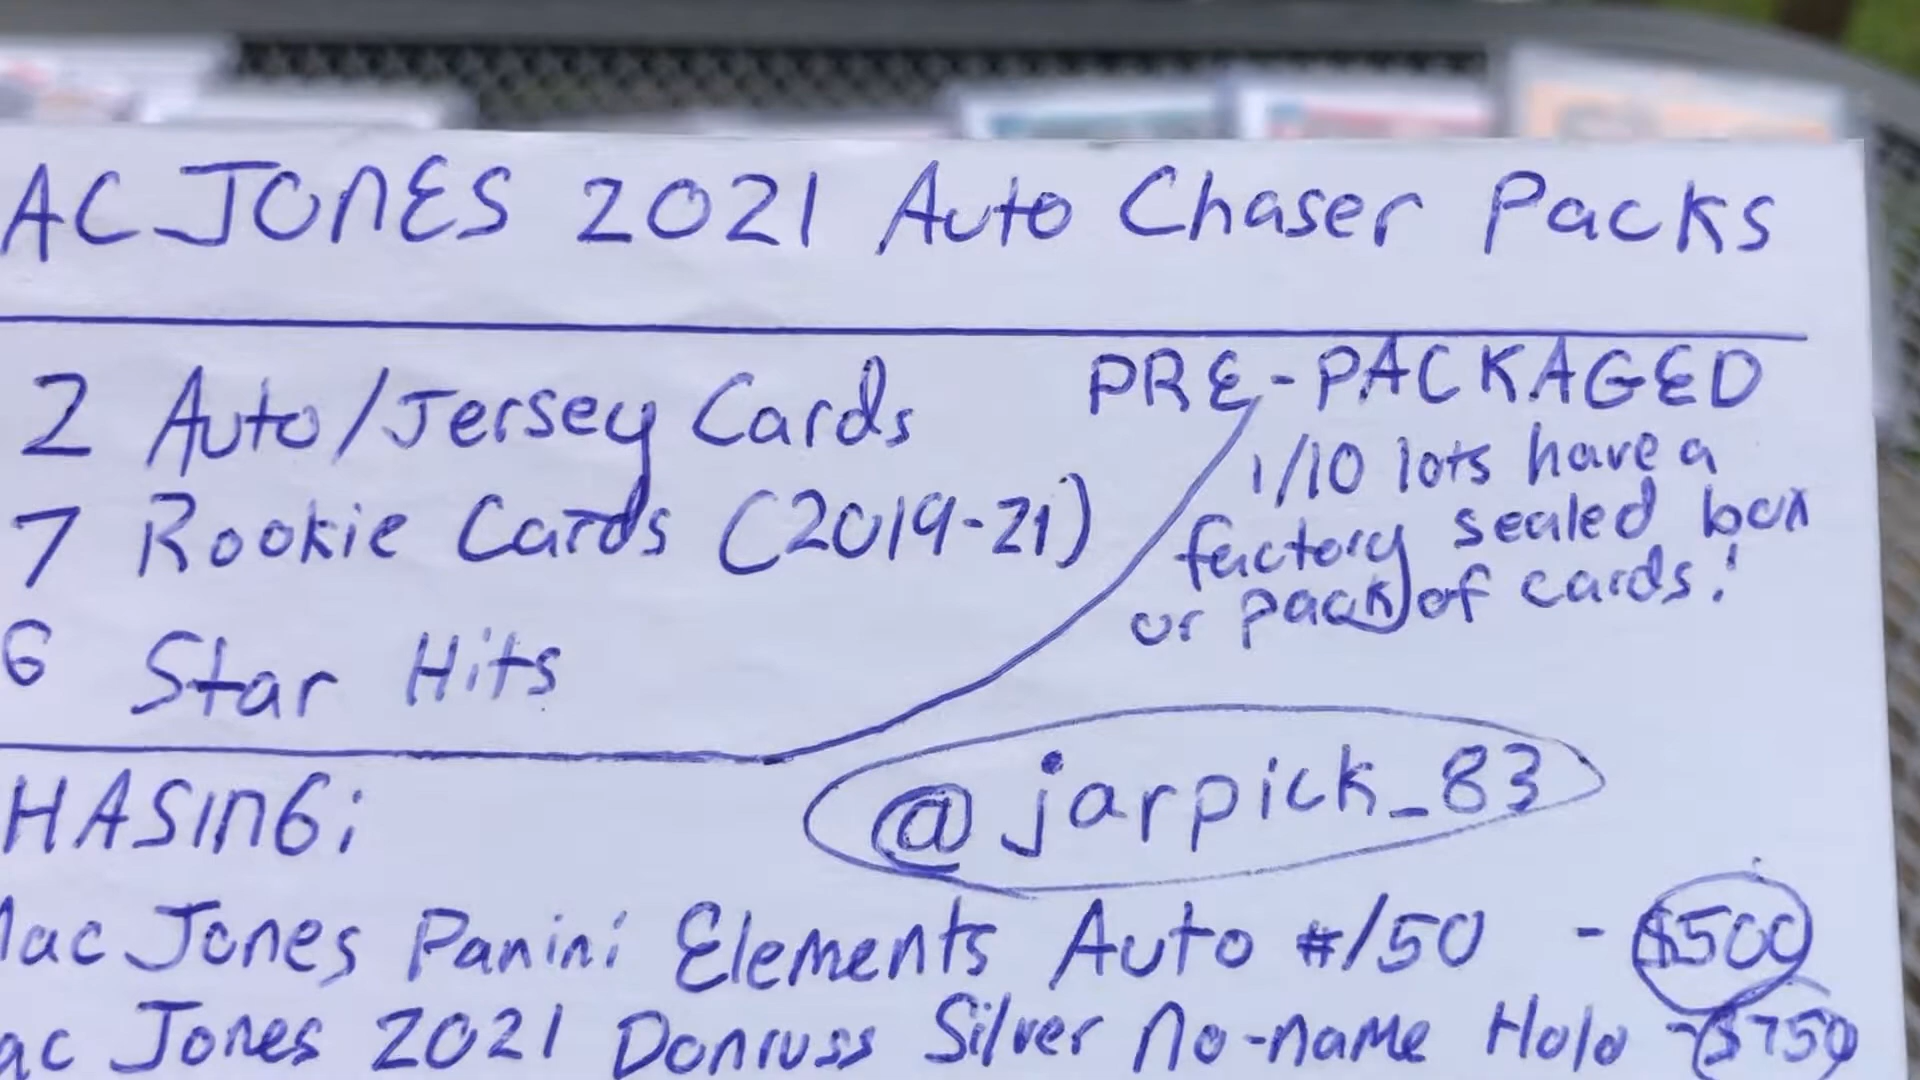 AC JONES 2021 Auto Chaser Packs
2 Auto/Jersey Cards
7 Rookie Cards (2019-21)
6 Star Hits
PRE-PACKAGED
1/10 lots have a
factory sealed box
or pack of cards!
@jarpick_83
HASING:
Mac Jones Panini Elements Auto #/50 - $500
ac Jones 2021 Donruss Silver No-name Holo - $750